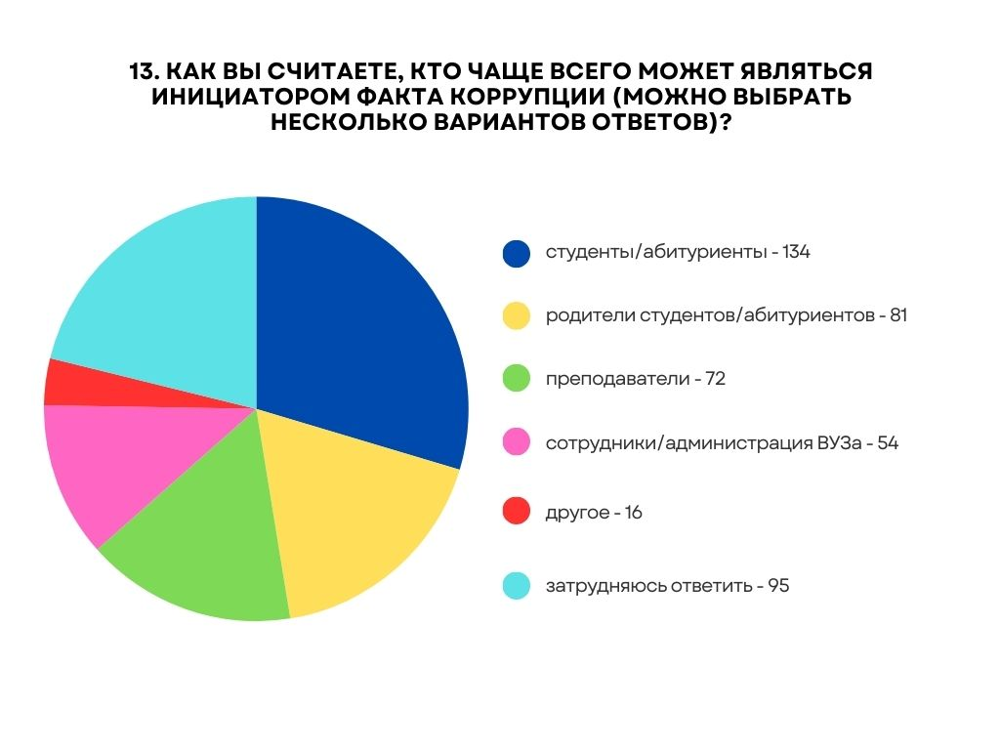 13. КАК ВЫ СЧИТАЕТЕ, КТО ЧАЩЕ ВСЕГО МОЖЕТ ЯВЛЯТЬСЯ
ИНИЦИАТОРОМ ФАКТА КОРРУПЦИИ (МОЖНО ВЫБРАТЬ
НЕСКОЛЬКО ВАРИАНТОВ ОТВЕТОВ)?
студенты/абитуриенты - 134
родители студентов/абитуриентов - 81
преподаватели - 72
сотрудники/администрация ВУЗа - 54
другое - 16
затрудняюсь ответить - 95